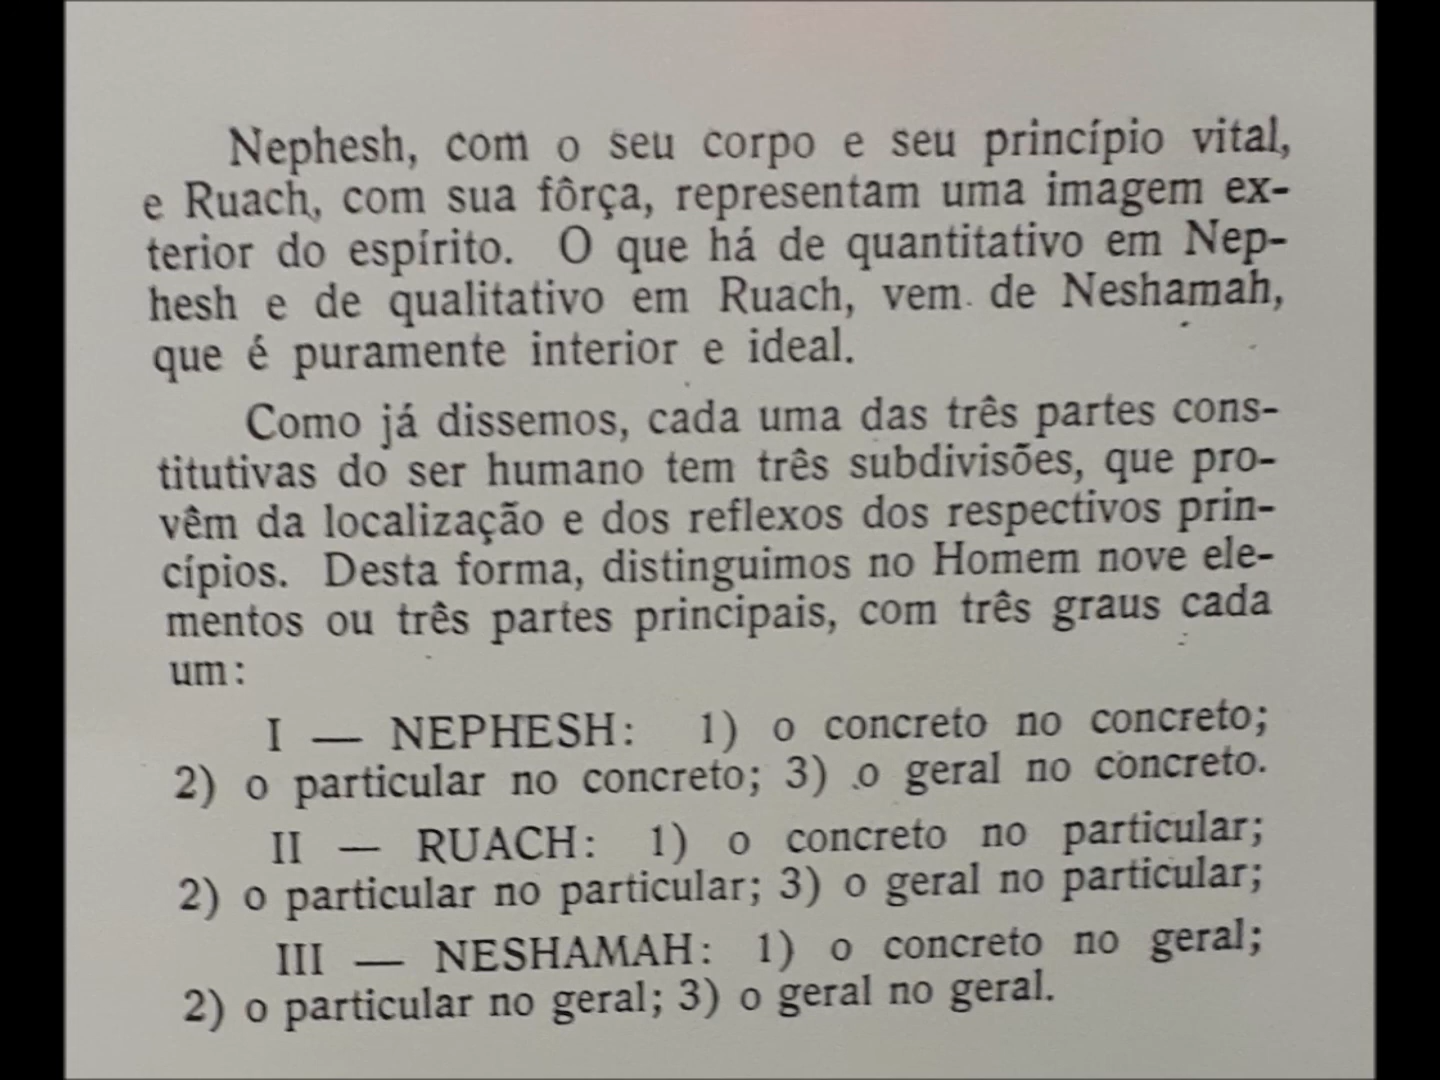 Nephesh, com o seu corpo e seu princípio vital,
e Ruach, com sua fôrça, representam uma imagem ex-
terior do espírito. O que há de quantitativo em Nep-
hesh e de qualitativo em Ruach, vem de Neshamah,
que é puramente interior e ideal.
Como já dissemos, cada uma das três partes cons-
titutivas do ser humano tem três subdivisões, que pro-
vêm da localização e dos reflexos dos respectivos prin-
cípios. Desta forma, distinguimos no Homem nove ele-
mentos ou três partes principais, com três graus cada
um:
I — NEPHESH: 1) o concreto no concreto;
2) o particular no concreto; 3) o geral no concreto.
II — RUACH: 1) o concreto no particular;
2) o particular no particular; 3) o geral no particular;
III — NESHAMAH: 1) o concreto no geral;
2) o particular no geral; 3) o geral no geral.